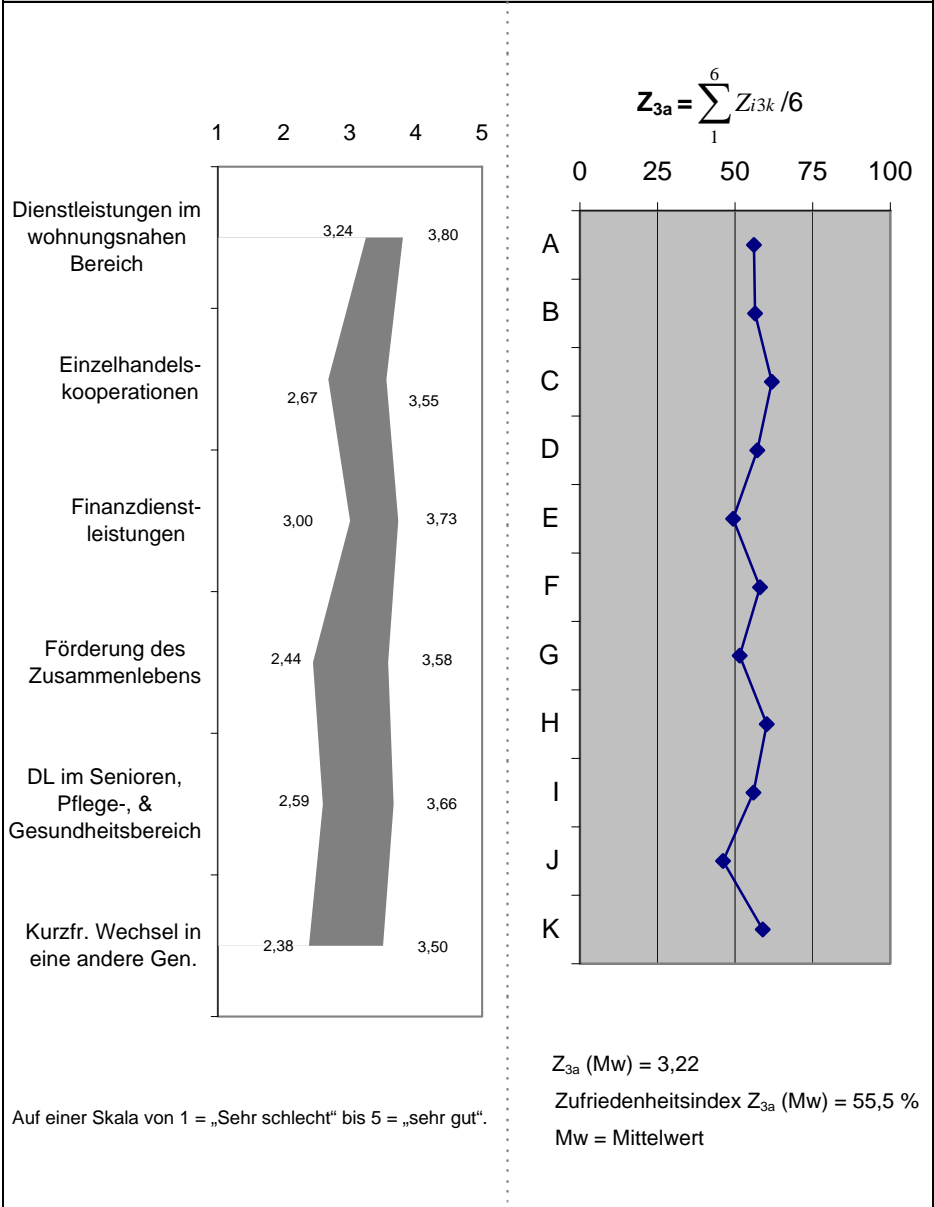 1 2 3 4 5
Dienstleistungen im
wohnungsnahen
Bereich
3,24 3,80
Einzelhandels-
kooperationen
2,67 3,55
Finanzdienst-
leistungen
3,00 3,73
Förderung des
Zusammenlebens
2,44 3,58
DL im Senioren,
Pflege-, &
Gesundheitsbereich
2,59 3,66
Kurzfr. Wechsel in
eine andere Gen.
2,38 3,50
Auf einer Skala von 1 = „Sehr schlecht“ bis 5 = „sehr gut“.
6
Z3a = ∑ Zi3k /6
1
0 25 50 75 100
A
B
C
D
E
F
G
H
I
J
K
Z3a (Mw) = 3,22
Zufriedenheitsindex Z3a (Mw) = 55,5 %
Mw = Mittelwert